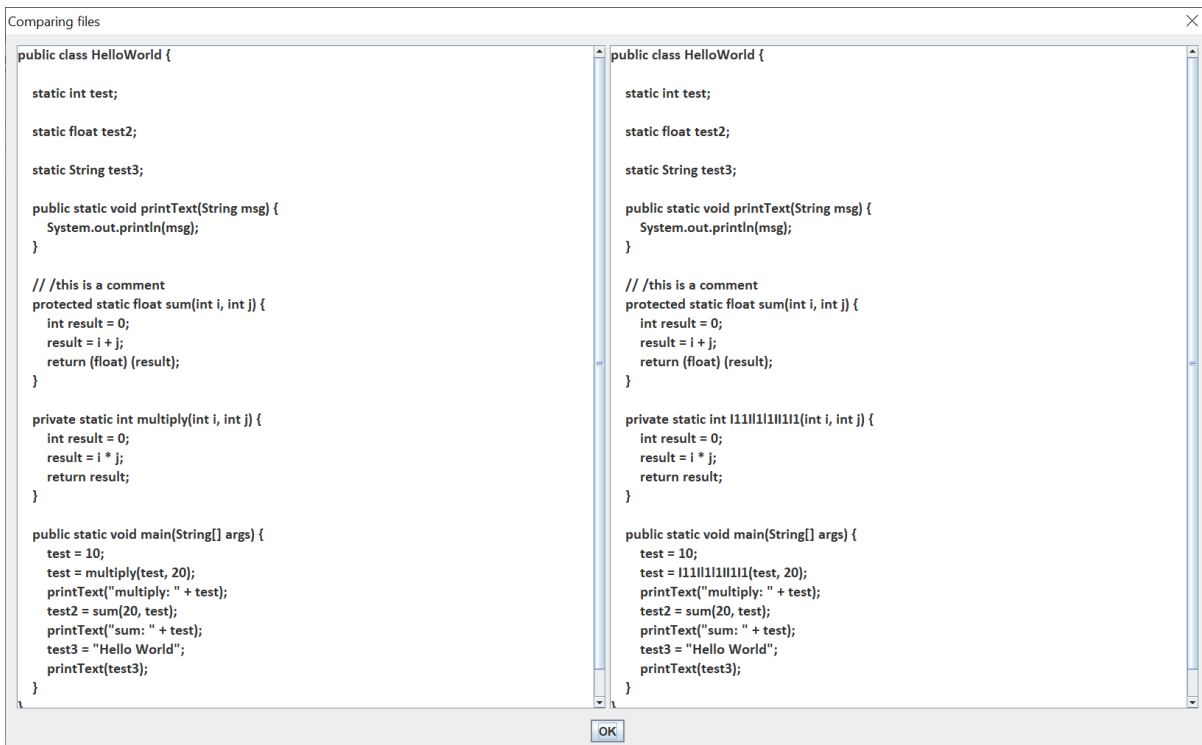 Comparing files
public class HelloWorld {
static int test;
static float test2;
static String test3;
public static void printText(String msg) {
System.out.println(msg);
}
// /this is a comment
protected static float sum(int i, int j) {
int result = 0;
result = i + j;
return (float) (result);
}
private static int multiply(int i, int j) {
int result = 0;
result = i * j;
return result;
}
public static void main(String[] args) {
test = 10;
test = multiply(test, 20);
printText("multiply: " + test);
test2 = sum(20, test);
printText("sum: " + test);
test3 = "Hello World";
printText(test3);
}
}
public class HelloWorld {
static int test;
static float test2;
static String test3;
public static void printText(String msg) {
System.out.println(msg);
}
// /this is a comment
protected static float sum(int i, int j) {
int result = 0;
result = i + j;
return (float) (result);
}
private static int (int i, int j) {
int result = 0;
result = i * j;
return result;
}
public static void main(String[] args) {
test = 10;
test = (test, 20);
printText("multiply: " + test);
test2 = sum(20, test);
printText("sum: " + test);
test3 = "Hello World";
printText(test3);
}
}
OK